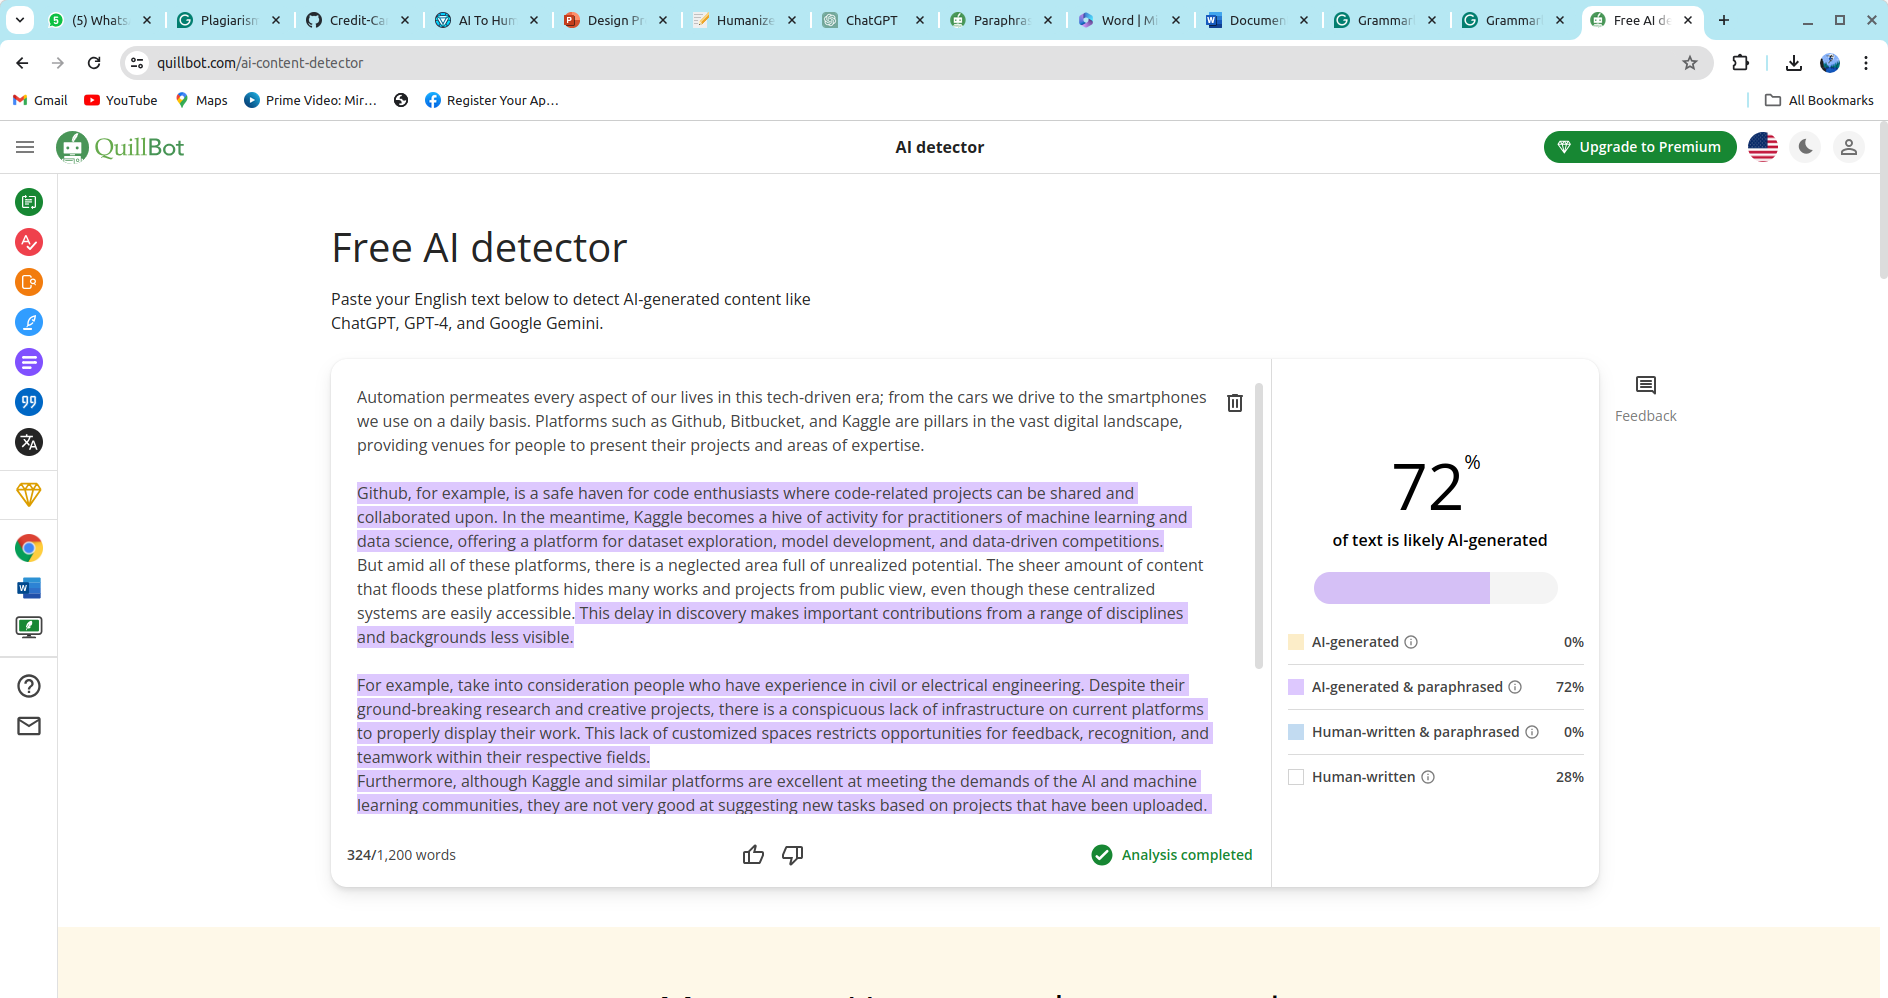 (5) Whats
Plagiarism
Credit-Ca
AI To Hum
Design Pr
Humanize
ChatGPT
Paraphras
Word | Mi
Documen
Grammar
Grammar
Free AI de
quillbot.com/ai-content-detector
Gmail
YouTube
Maps
Prime Video: Mir...
Register Your Ap...
All Bookmarks
QuillBot
AI detector
Upgrade to Premium
Free AI detector
Paste your English text below to detect AI-generated content like
ChatGPT, GPT-4, and Google Gemini.
Automation permeates every aspect of our lives in this tech-driven era; from the cars we drive to the smartphones
we use on a daily basis. Platforms such as Github, Bitbucket, and Kaggle are pillars in the vast digital landscape,
providing venues for people to present their projects and areas of expertise.
Github, for example, is a safe haven for code enthusiasts where code-related projects can be shared and
collaborated upon. In the meantime, Kaggle becomes a hive of activity for practitioners of machine learning and
data science, offering a platform for dataset exploration, model development, and data-driven competitions.
But amid all of these platforms, there is a neglected area full of unrealized potential. The sheer amount of content
that floods these platforms hides many works and projects from public view, even though these centralized
systems are easily accessible. This delay in discovery makes important contributions from a range of disciplines
and backgrounds less visible.
For example, take into consideration people who have experience in civil or electrical engineering. Despite their
ground-breaking research and creative projects, there is a conspicuous lack of infrastructure on current platforms
to properly display their work. This lack of customized spaces restricts opportunities for feedback, recognition, and
teamwork within their respective fields.
Furthermore, although Kaggle and similar platforms are excellent at meeting the demands of the AI and machine
learning communities, they are not very good at suggesting new tasks based on projects that have been uploaded.
324/1,200 words
Analysis completed
72%
of text is likely AI-generated
AI-generated 0%
AI-generated & paraphrased 72%
Human-written & paraphrased 0%
Human-written 28%
Feedback